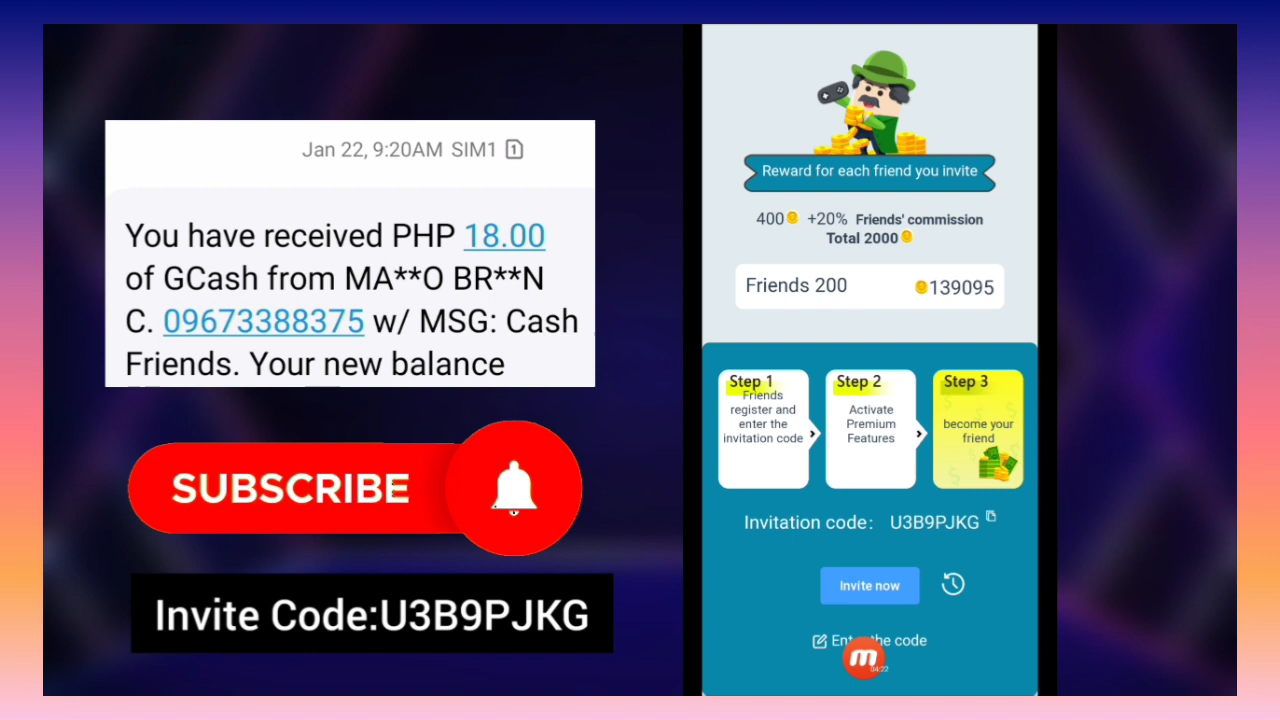 Jan 22, 9:20AM SIM1 1
You have received PHP 18.00
of GCash from MA**O BR**N
C. 09673388375 w/ MSG: Cash
Friends. Your new balance
SUBSCRIBE
Invite Code:U3B9PJKG
Reward for each friend you invite
400 +20% Friends' commission
Total 2000
Friends 200 139095
Step 1
Friends
register and
enter the
invitation code
Step 2
Activate
Premium
Features
Step 3
become your
friend
Invitation code: U3B9PJKG
Invite now
the code
04:22